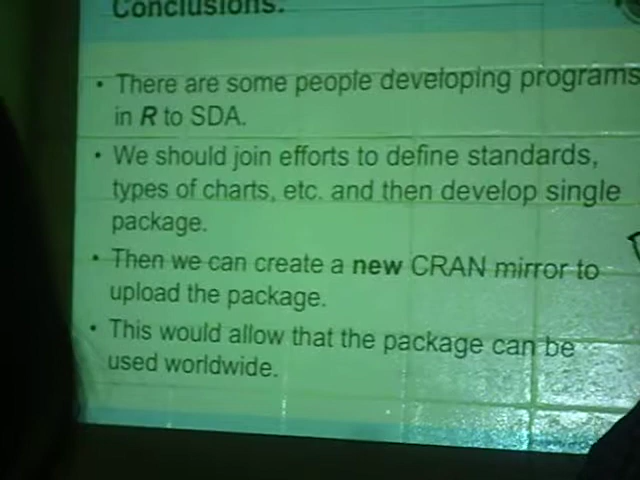 Conclusions.
• There are some people developing programs
in R to SDA.
• We should join efforts to define standards,
types of charts, etc. and then develop single
package.
• Then we can create a new CRAN mirror to
upload the package.
• This would allow that the package can be
used worldwide.